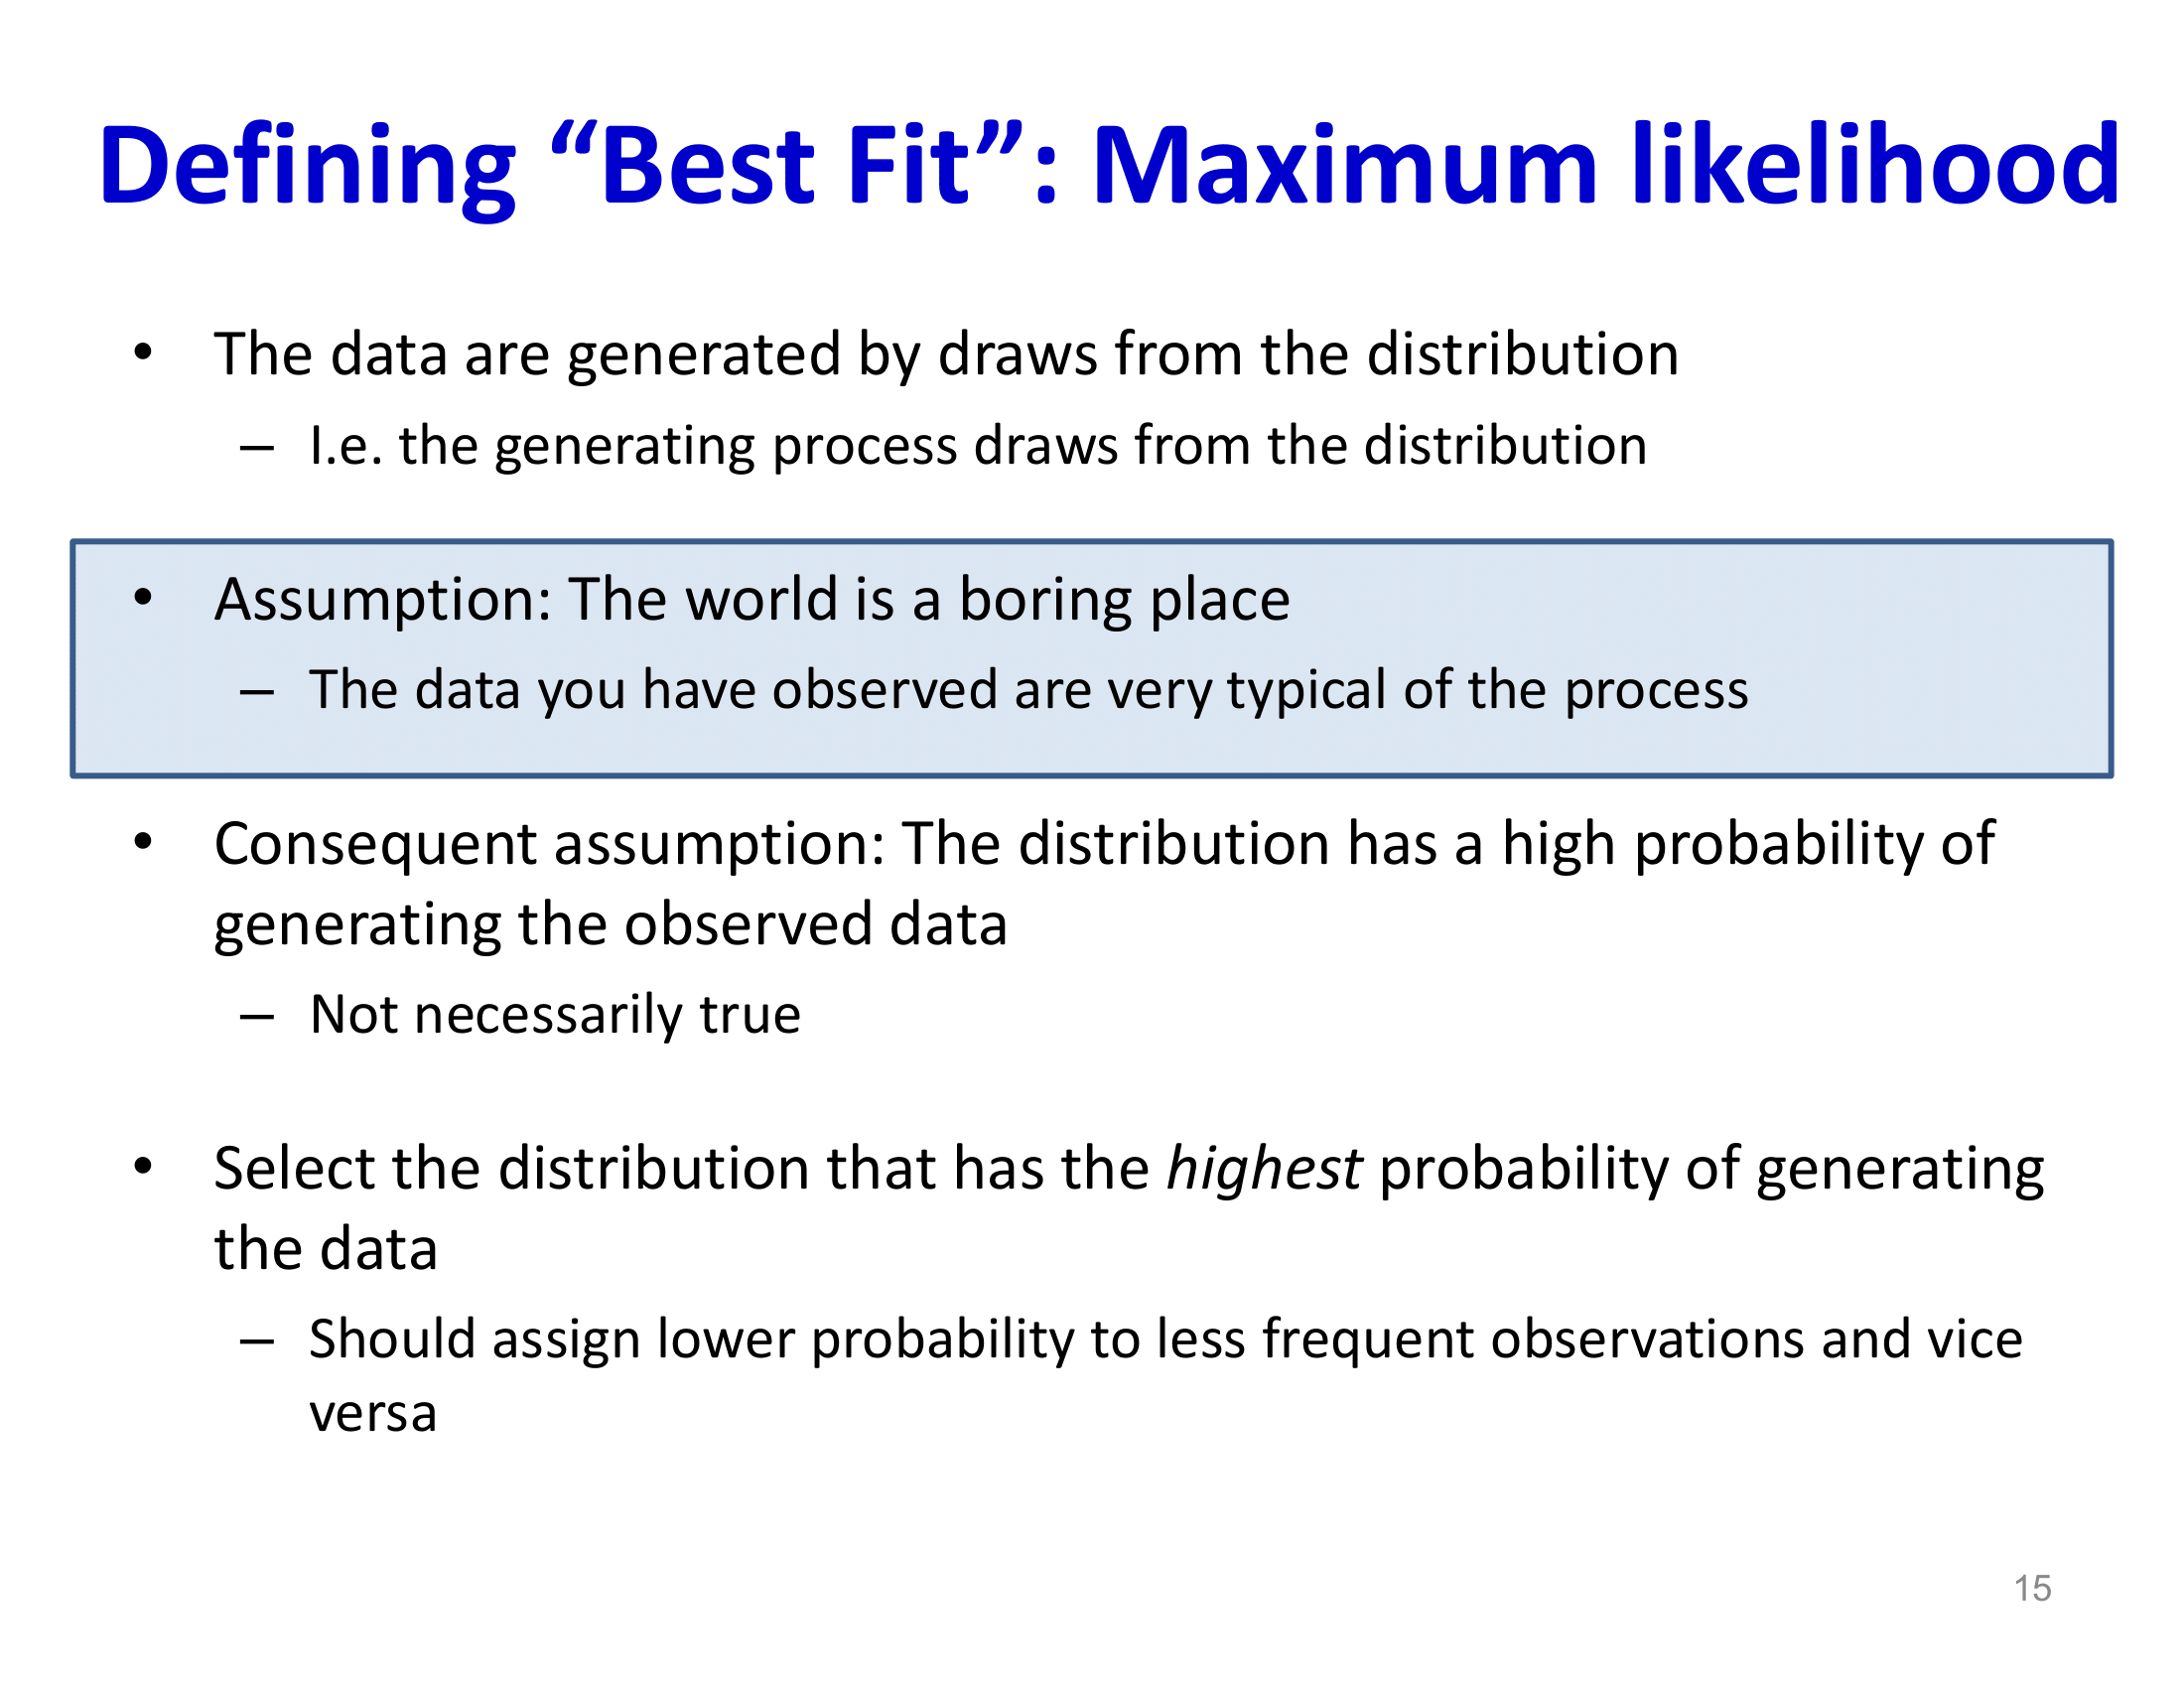 Defining “Best Fit”: Maximum likelihood
• The data are generated by draws from the distribution
– I.e. the generating process draws from the distribution
• Assumption: The world is a boring place
– The data you have observed are very typical of the process
• Consequent assumption: The distribution has a high probability of
generating the observed data
– Not necessarily true
• Select the distribution that has the highest probability of generating
the data
– Should assign lower probability to less frequent observations and vice
versa
15